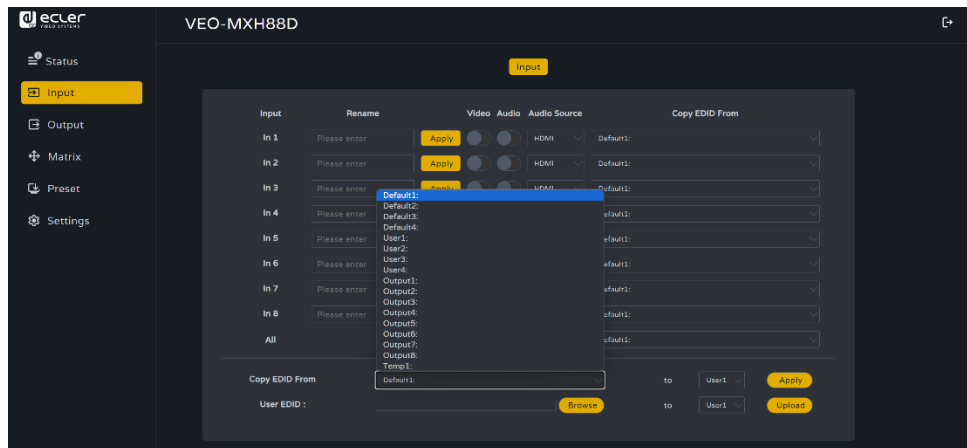 ecler
VIDEO SYSTEMS
VEO-MXH88D
Status
Input
Output
Matrix
Preset
Settings
Input
Input Rename Video Audio Audio Source Copy EDID From
In 1 Please enter Apply HDMI Default1:
In 2 Please enter Apply HDMI Default1:
In 3 Please enter Apply HDMI Default1:
In 4 Please enter efault1:
In 5 Please enter efault1:
In 6 Please enter efault1:
In 7 Please enter efault1:
In 8 Please enter efault1:
All efault1:
Default1:
Default2:
Default3:
Default4:
User1:
User2:
User3:
User4:
Output1:
Output2:
Output3:
Output4:
Output5:
Output6:
Output7:
Output8:
Temp1:
Copy EDID From Default1: to User1 Apply
User EDID : Browse to User1 Upload